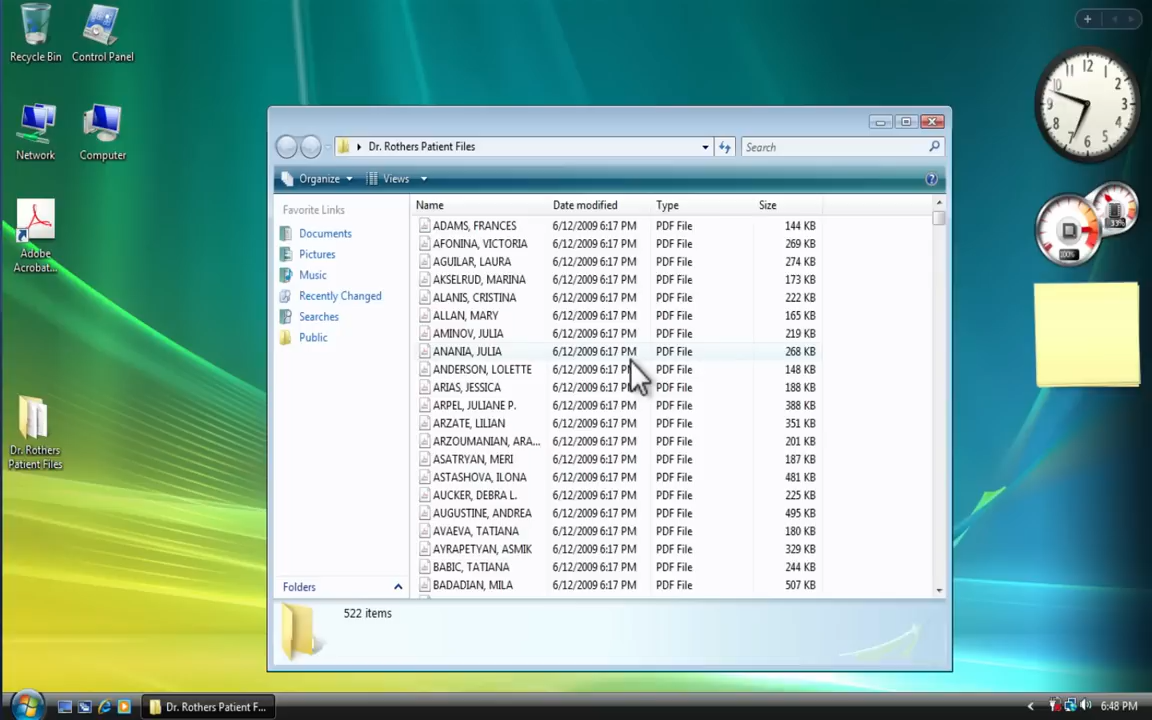 Recycle Bin
Control Panel
Network
Computer
Adobe
Acrobat...
Dr. Rothers
Patient Files
Dr. Rothers Patient Files
Search
Organize
Views
Favorite Links
Documents
Pictures
Music
Recently Changed
Searches
Public
Folders
Name Date modified Type Size
ADAMS, FRANCES 6/12/2009 6:17 PM PDF File 144 KB
AFONINA, VICTORIA 6/12/2009 6:17 PM PDF File 269 KB
AGUILAR, LAURA 6/12/2009 6:17 PM PDF File 274 KB
AKSELRUD, MARINA 6/12/2009 6:17 PM PDF File 173 KB
ALANIS, CRISTINA 6/12/2009 6:17 PM PDF File 222 KB
ALLAN, MARY 6/12/2009 6:17 PM PDF File 165 KB
AMINOV, JULIA 6/12/2009 6:17 PM PDF File 219 KB
ANANIA, JULIA 6/12/2009 6:17 PM PDF File 268 KB
ANDERSON, LOLETTE 6/12/2009 6:17 PM PDF File 148 KB
ARIAS, JESSICA 6/12/2009 6:17 PM PDF File 188 KB
ARPEL, JULIANE P. 6/12/2009 6:17 PM PDF File 388 KB
ARZATE, LILIAN 6/12/2009 6:17 PM PDF File 351 KB
ARZOUMANIAN, ARA... 6/12/2009 6:17 PM PDF File 201 KB
ASATRYAN, MERI 6/12/2009 6:17 PM PDF File 187 KB
ASTASHOVA, ILONA 6/12/2009 6:17 PM PDF File 481 KB
AUCKER, DEBRA L. 6/12/2009 6:17 PM PDF File 225 KB
AUGUSTINE, ANDREA 6/12/2009 6:17 PM PDF File 495 KB
AVAEVA, TATIANA 6/12/2009 6:17 PM PDF File 180 KB
AYRAPETYAN, ASMIK 6/12/2009 6:17 PM PDF File 329 KB
BABIC, TATIANA 6/12/2009 6:17 PM PDF File 244 KB
BADADIAN, MILA 6/12/2009 6:17 PM PDF File 507 KB
522 items
12
1
2
3
4
5
6
7
8
9
10
11
100%
Dr. Rothers Patient F...
6:48 PM